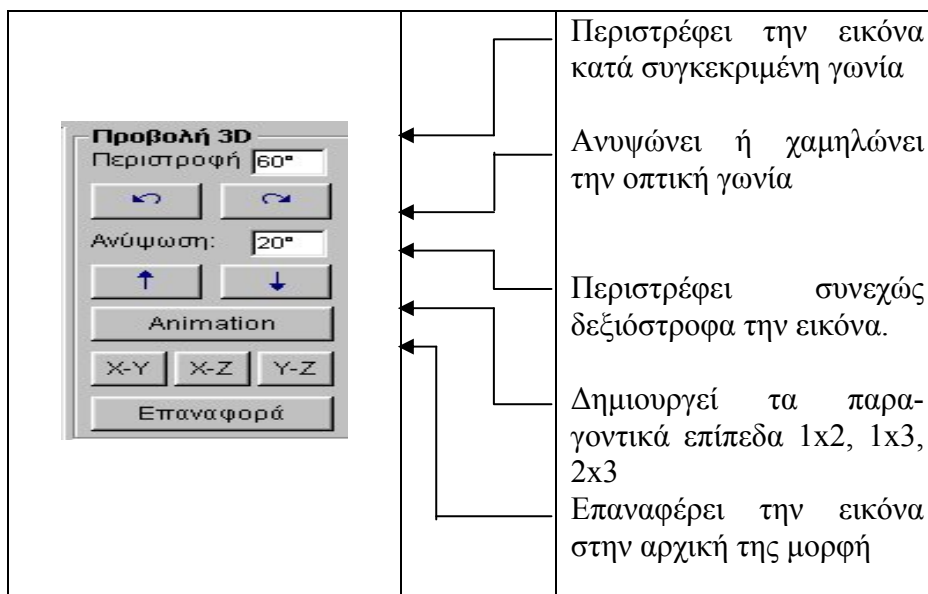 Προβολή 3D
Περιστροφή 60°
Ανύψωση: 20°
Animation
X-Y X-Z Y-Z
Επαναφορά
Περιστρέφει την εικόνα
κατά συγκεκριμένη γωνία
Ανυψώνει ή χαμηλώνει
την οπτική γωνία
Περιστρέφει συνεχώς
δεξιόστροφα την εικόνα.
Δημιουργεί τα παρα-
γοντικά επίπεδα 1x2, 1x3,
2x3
Επαναφέρει την εικόνα
στην αρχική της μορφή